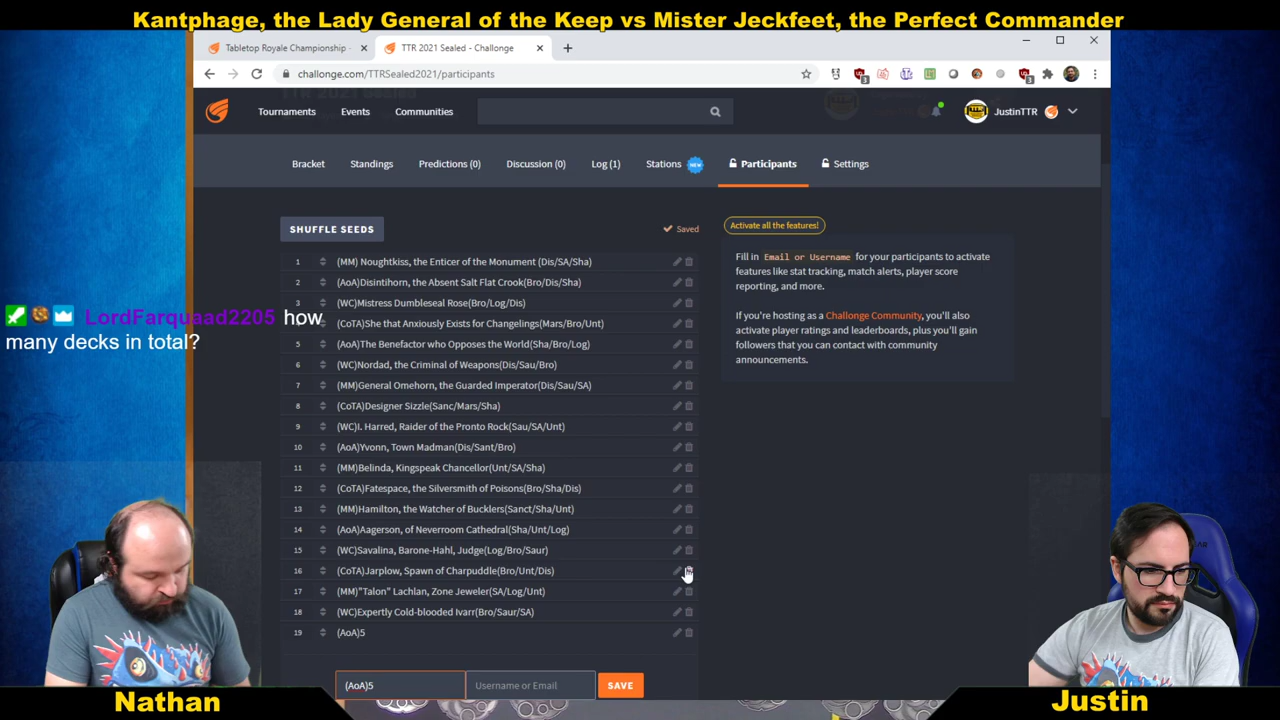 Kantphage, the Lady General of the Keep vs Mister Jeckfeet, the Perfect Commander
Tabletop Royale Championship -
TTR 2021 Sealed - Challonge
challonge.com/TTRSealed2021/participants
Tournaments
Events
Communities
JustinTTR
Bracket
Standings
Predictions (0)
Discussion (0)
Log (1)
Stations
NEW
Participants
Settings
SHUFFLE SEEDS
Saved
1 (MM) Noughtkiss, the Enticer of the Monument (Dis/SA/Sha)
2 (AoA)Disintihorn, the Absent Salt Flat Crook(Bro/Dis/Sha)
3 (WC)Mistress Dumbleseal Rose(Bro/Log/Dis)
(CoTA)She that Anxiously Exists for Changelings(Mars/Bro/Unt)
5 (AoA)The Benefactor who Opposes the World(Sha/Bro/Log)
6 (WC)Nordad, the Criminal of Weapons(Dis/Sau/Bro)
7 (MM)General Omehorn, the Guarded Imperator(Dis/Sau/SA)
8 (CoTA)Designer Sizzle(Sanc/Mars/Sha)
9 (WC)I. Harred, Raider of the Pronto Rock(Sau/SA/Unt)
10 (AoA)Yvonn, Town Madman(Dis/Sant/Bro)
11 (MM)Belinda, Kingspeak Chancellor(Unt/SA/Sha)
12 (CoTA)Fatespace, the Silversmith of Poisons(Bro/Sha/Dis)
13 (MM)Hamilton, the Watcher of Bucklers(Sanct/Sha/Unt)
14 (AoA)Aagerson, of Neverroom Cathedral(Sha/Unt/Log)
15 (WC)Savalina, Barone-Hahl, Judge(Log/Bro/Saur)
16 (CoTA)Jarplow, Spawn of Charpuddle(Bro/Unt/Dis)
17 (MM)"Talon" Lachlan, Zone Jeweler(SA/Log/Unt)
18 (WC)Expertly Cold-blooded Ivarr(Bro/Saur/SA)
19 (AoA)5
(AoA)5
Username or Email
SAVE
Activate all the features!
Fill in Email or Username for your participants to activate
features like stat tracking, match alerts, player score
reporting, and more.
If you're hosting as a Challonge Community, you'll also
activate player ratings and leaderboards, plus you'll gain
followers that you can contact with community
announcements.
LordFarquaad2205 how
many decks in total?
Nathan
Justin